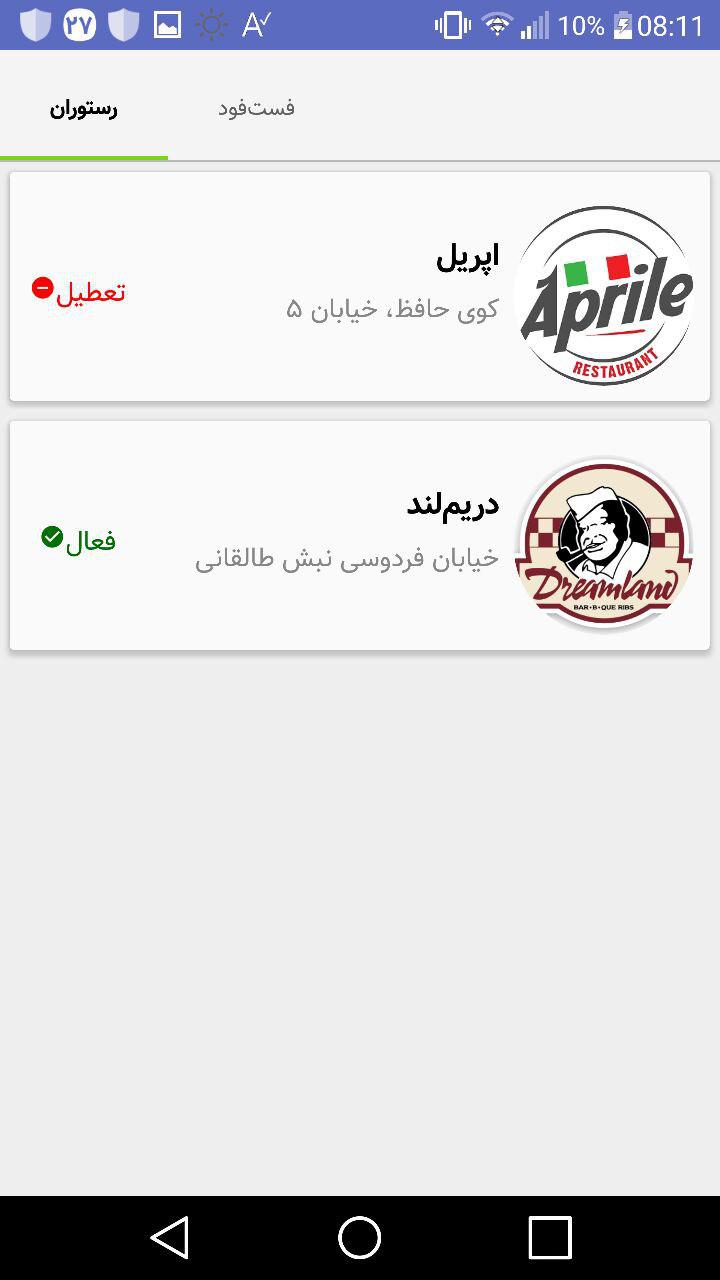 ۲۷ A 10% 08:11
رستوران
فست‌فود
اپریل
کوی حافظ، خیابان ۵
تعطیل
Aprile
RESTAURANT
دریم‌لند
خیابان فردوسی نبش طالقانی
فعال
Dreamland
BAR•B•QUE RIBS